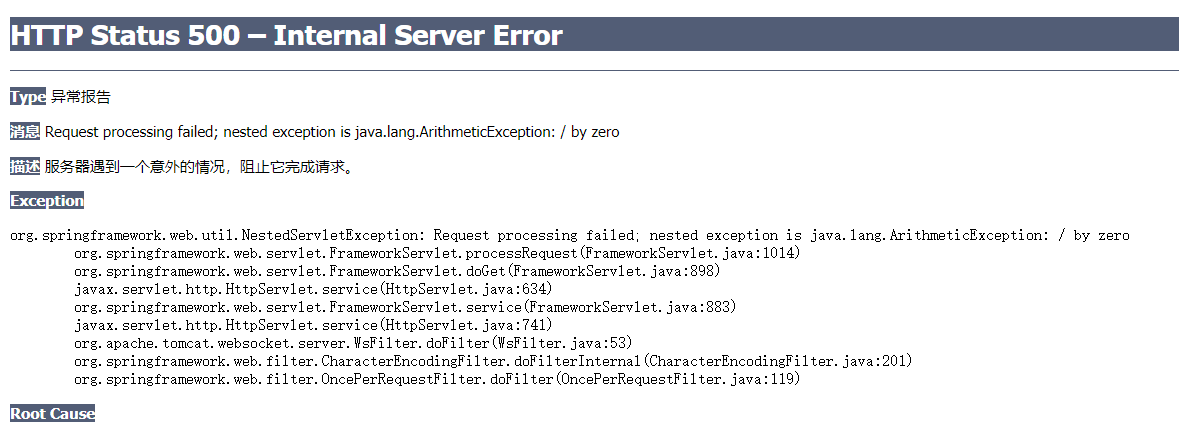 HTTP Status 500 – Internal Server Error
Type 异常报告
消息 Request processing failed; nested exception is java.lang.ArithmeticException: / by zero
描述 服务器遇到一个意外的情况，阻止它完成请求。
Exception
org.springframework.web.util.NestedServletException: Request processing failed; nested exception is java.lang.ArithmeticException: / by zero
org.springframework.web.servlet.FrameworkServlet.processRequest(FrameworkServlet.java:1014)
org.springframework.web.servlet.FrameworkServlet.doGet(FrameworkServlet.java:898)
javax.servlet.http.HttpServlet.service(HttpServlet.java:634)
org.springframework.web.servlet.FrameworkServlet.service(FrameworkServlet.java:883)
javax.servlet.http.HttpServlet.service(HttpServlet.java:741)
org.apache.tomcat.websocket.server.WsFilter.doFilter(WsFilter.java:53)
org.springframework.web.filter.CharacterEncodingFilter.doFilterInternal(CharacterEncodingFilter.java:201)
org.springframework.web.filter.OncePerRequestFilter.doFilter(OncePerRequestFilter.java:119)
Root Cause